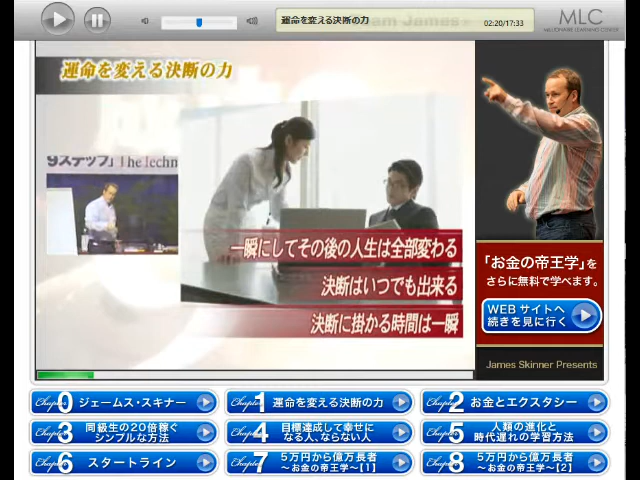 運命を変える決断の力
02:20/17:33
MLC
MILLIONAIRE LEARNING CENTER
運命を変える決断の力
9ステップ」The Techn
一瞬にしてその後の人生は全部変わる
決断はいつでも出来る
決断に掛かる時間は一瞬
「お金の帝王学」を
さらに無料で学べます。
WEBサイトへ
続きを見に行く
James Skinner Presents
Chapter 0 ジェームス・スキナー
Chapter 1 運命を変える決断の力
Chapter 2 お金とエクスタシー
Chapter 3 同級生の20倍稼ぐ
シンプルな方法
Chapter 4 目標達成して幸せに
なる人、ならない人
Chapter 5 人類の進化と
時代遅れの学習方法
Chapter 6 スタートライン
Chapter 7 5万円から億万長者
～お金の帝王学～【1】
Chapter 8 5万円から億万長者
～お金の帝王学～【2】